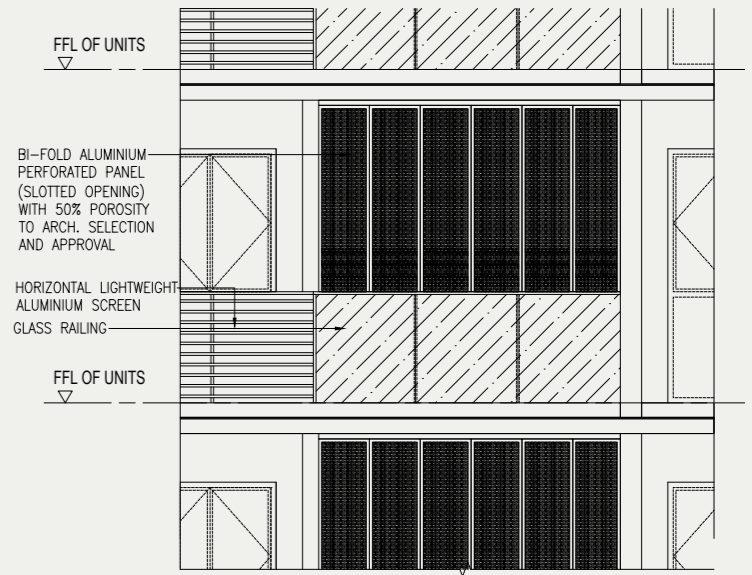 FFL OF UNITS
BI-FOLD ALUMINIUM
PERFORATED PANEL
(SLOTTED OPENING)
WITH 50% POROSITY
TO ARCH. SELECTION
AND APPROVAL
HORIZONTAL LIGHTWEIGHT
ALUMINIUM SCREEN
GLASS RAILING
FFL OF UNITS